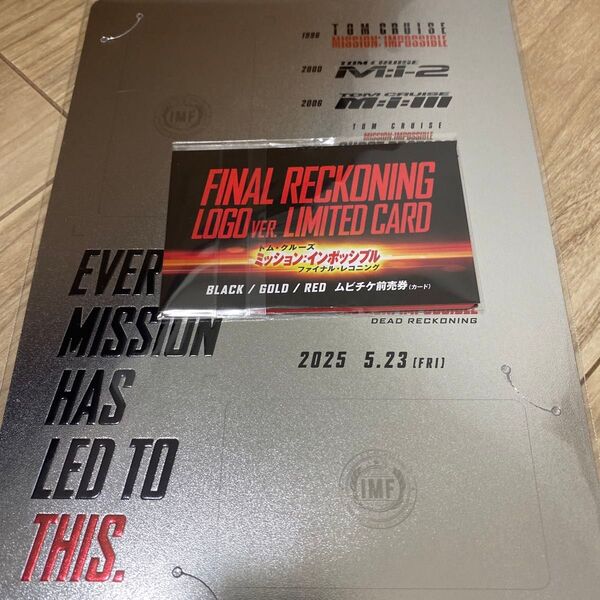 1996 TOM CRUISE
MISSION: IMPOSSIBLE
2000 TOM CRUISE
M:I-2
2006 TOM CRUISE
M:I:III
TOM CRUISE
MISSION: IMPOSSIBLE
IMF
FINAL RECKONING
LOGO VER. LIMITED CARD
トム・クルーズ
ミッション:インポッシブル
ファイナル・レコニング
BLACK / GOLD / RED ムビチケ前売券(カード)
DEAD RECKONING
2025 5.23 [FRI]
EVER
MISSION
HAS
LED TO
THIS.
IMF